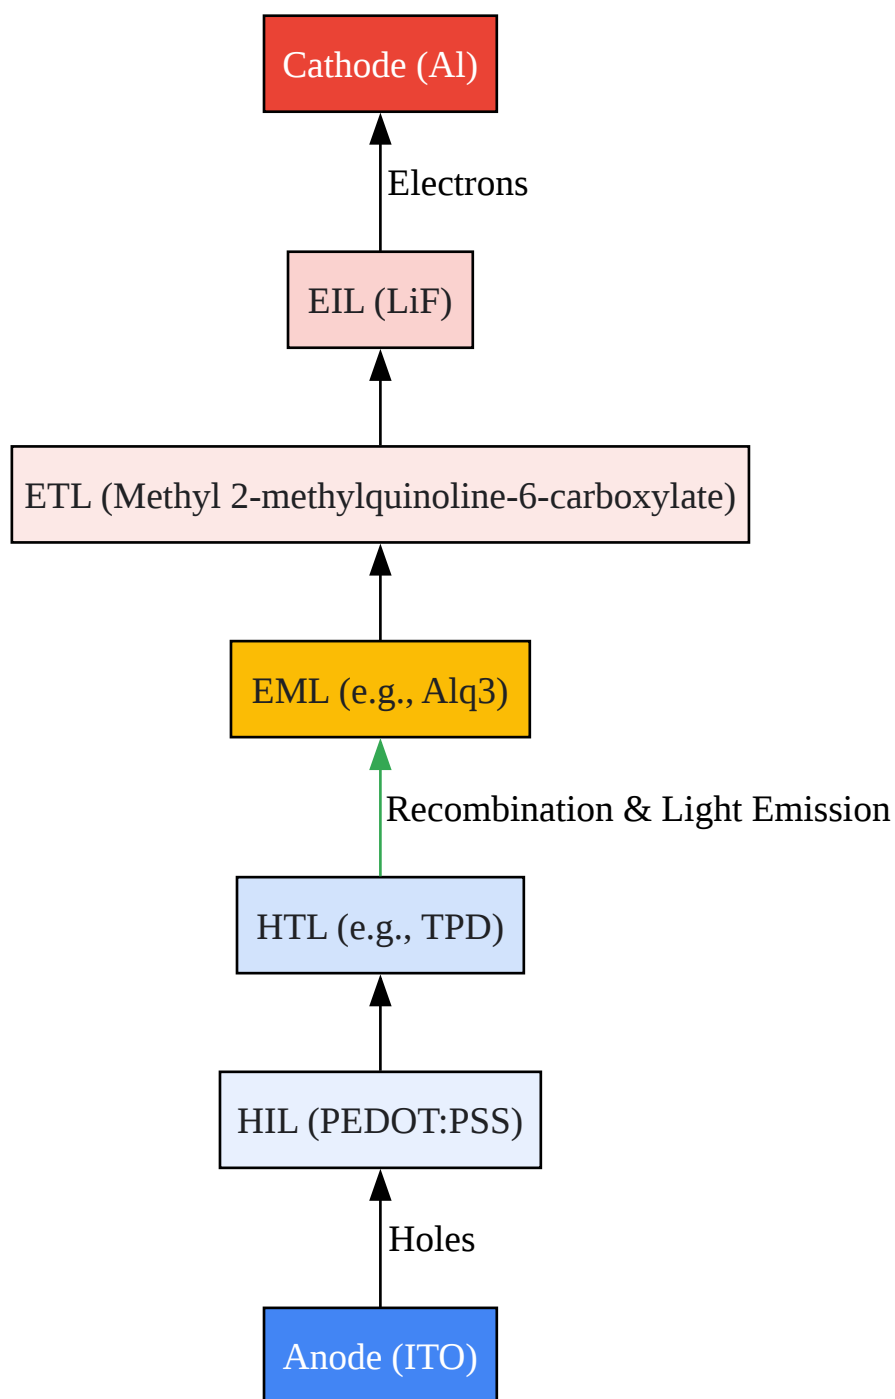 Cathode (Al)
Electrons
EIL (LiF)
ETL (Methyl 2-methylquinoline-6-carboxylate)
EML (e.g., Alq3)
Recombination & Light Emission
HTL (e.g., TPD)
HIL (PEDOT:PSS)
Holes
Anode (ITO)